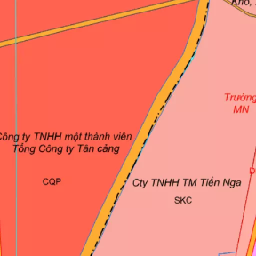 Kho,
Trường
MN
Công ty TNHH một thành viên
Tổng Công ty Tân cảng
CQP
Cty TNHH TM Tiến Nga
SKC